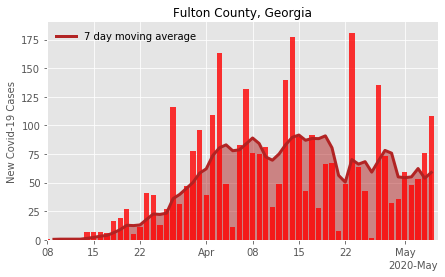 Fulton County, Georgia
7 day moving average
New Covid-19 Cases
175
150
125
100
75
50
25
0
08 15 22 Apr 08 15 22 May
2020-May